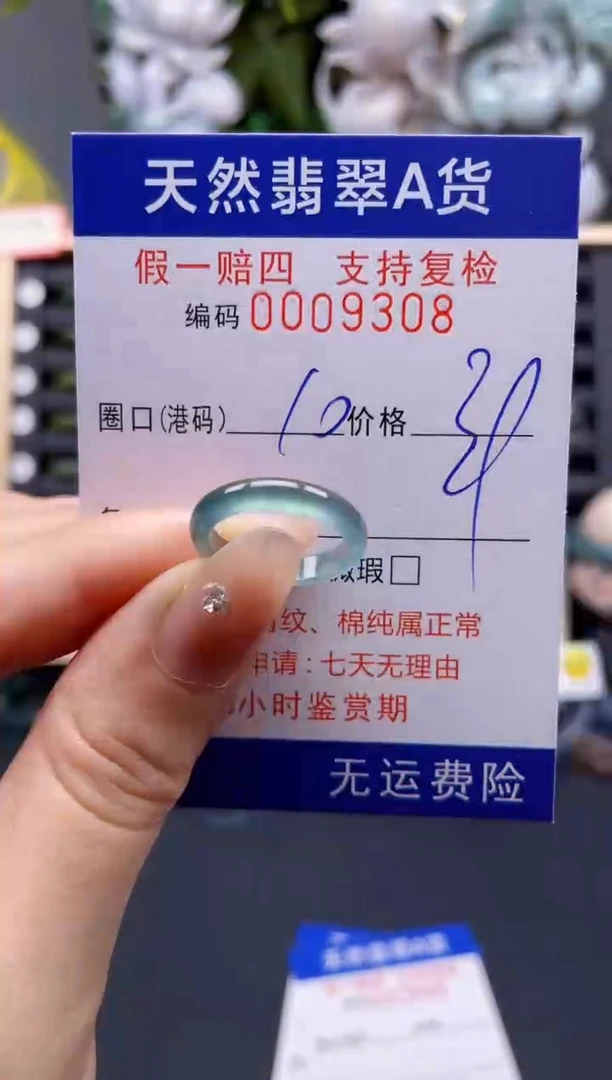 天然翡翠A货
假一赔四 支持复检
编码 0009308
圈口(港码) 10 价格
瑕□
纹、棉纯属正常
申请:七天无理由
小时鉴赏期
无运费险